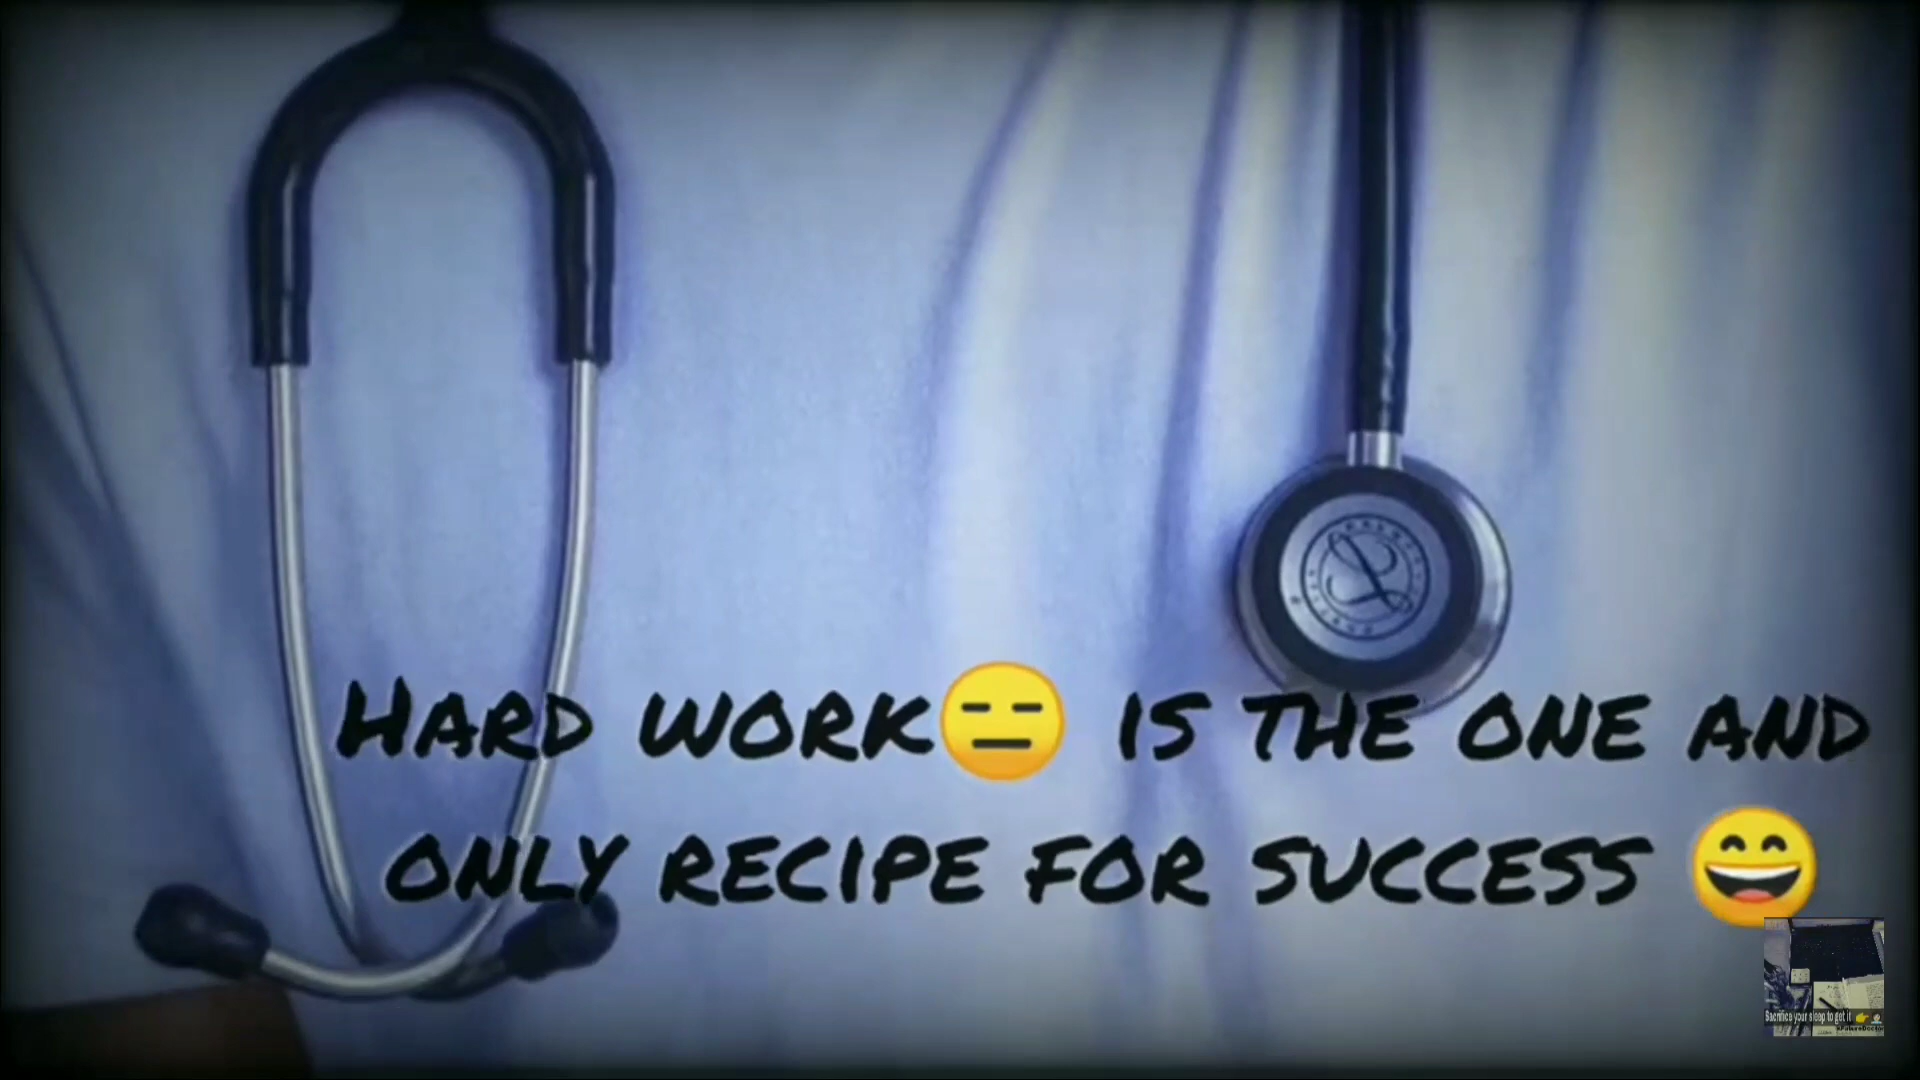 Hard work😑 is the one and
only recipe for success 😄
Sacrifice your sleep to get it 👉